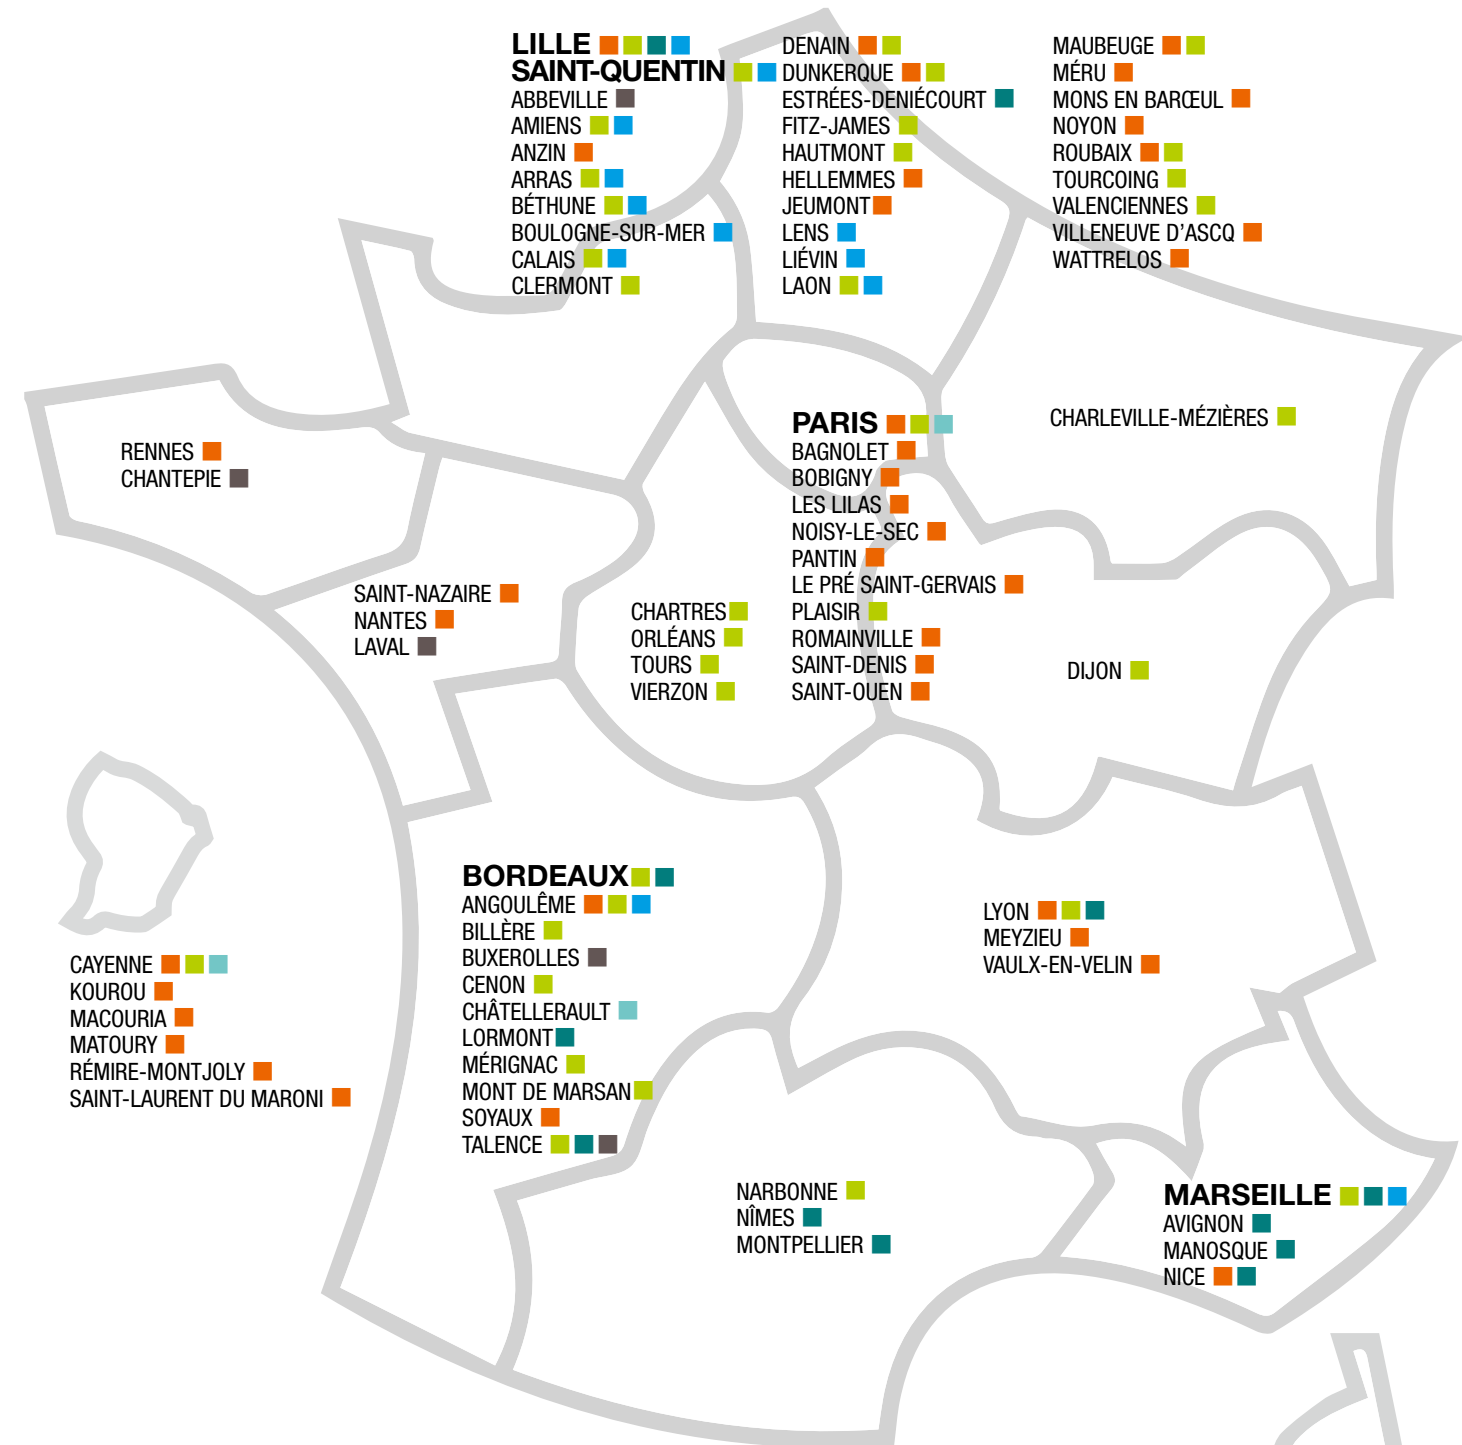 LILLE
SAINT-QUENTIN
ABBEVILLE
AMIENS
ANZIN
ARRAS
BÉTHUNE
BOULOGNE-SUR-MER
CALAIS
CLERMONT
DENAIN
DUNKERQUE
ESTRÉES-DENIÉCOURT
FITZ-JAMES
HAUTMONT
HELLEMMES
JEUMONT
LENS
LIÉVIN
LAON
MAUBEUGE
MÉRU
MONS EN BARŒUL
NOYON
ROUBAIX
TOURCOING
VALENCIENNES
VILLENEUVE D'ASCQ
WATTRELOS
RENNES
CHANTEPIE
PARIS
BAGNOLET
BOBIGNY
LES LILAS
NOISY-LE-SEC
PANTIN
LE PRÉ SAINT-GERVAIS
PLAISIR
ROMAINVILLE
SAINT-DENIS
SAINT-OUEN
CHARLEVILLE-MÉZIÈRES
SAINT-NAZAIRE
NANTES
LAVAL
CHARTRES
ORLÉANS
TOURS
VIERZON
DIJON
BORDEAUX
ANGOULÊME
BILLÈRE
BUXEROLLES
CENON
CHÂTELLERAULT
LORMONT
MÉRIGNAC
MONT DE MARSAN
SOYAUX
TALENCE
LYON
MEYZIEU
VAULX-EN-VELIN
CAYENNE
KOUROU
MACOURIA
MATOURY
RÉMIRE-MONTJOLY
SAINT-LAURENT DU MARONI
NARBONNE
NÎMES
MONTPELLIER
MARSEILLE
AVIGNON
MANOSQUE
NICE